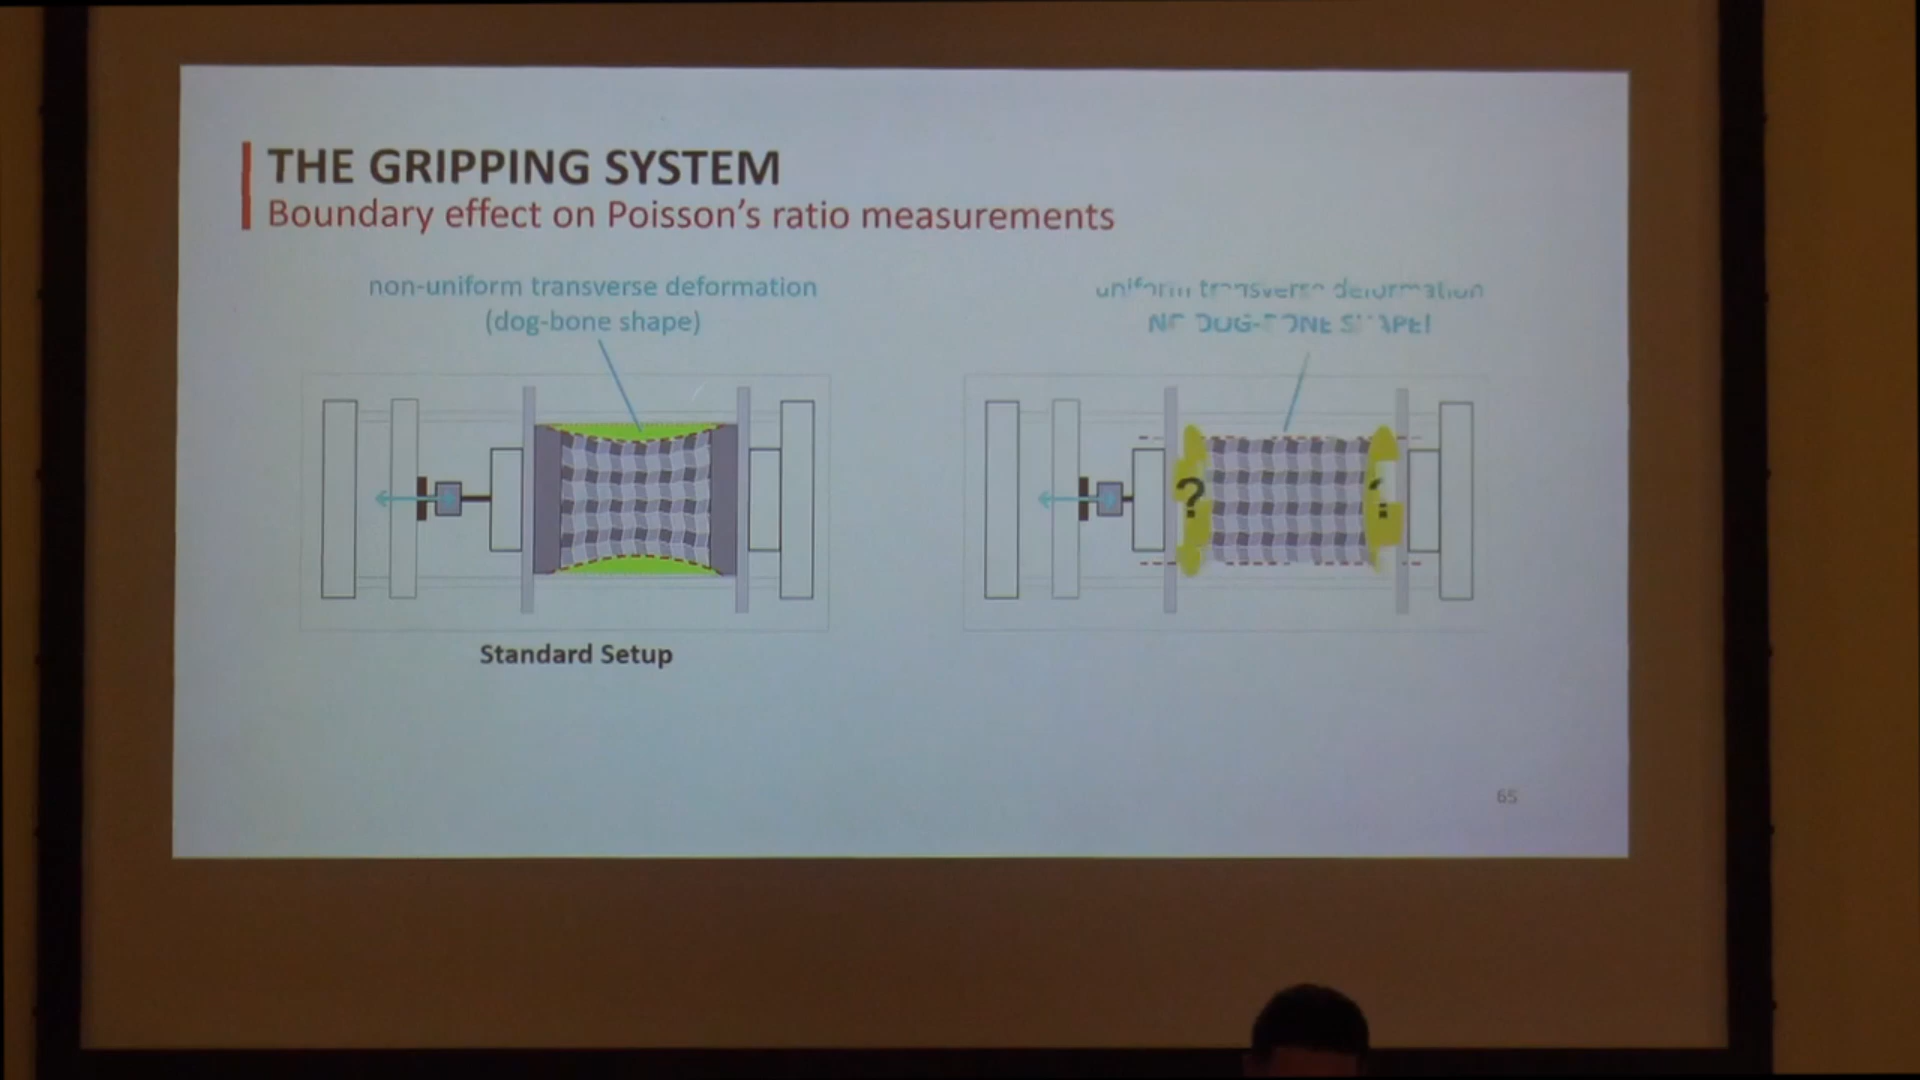 THE GRIPPING SYSTEM
Boundary effect on Poisson's ratio measurements
non-uniform transverse deformation
(dog-bone shape)
uniform transverse deformation
NO DOG-BONE SHAPE!
?
?
Standard Setup
65